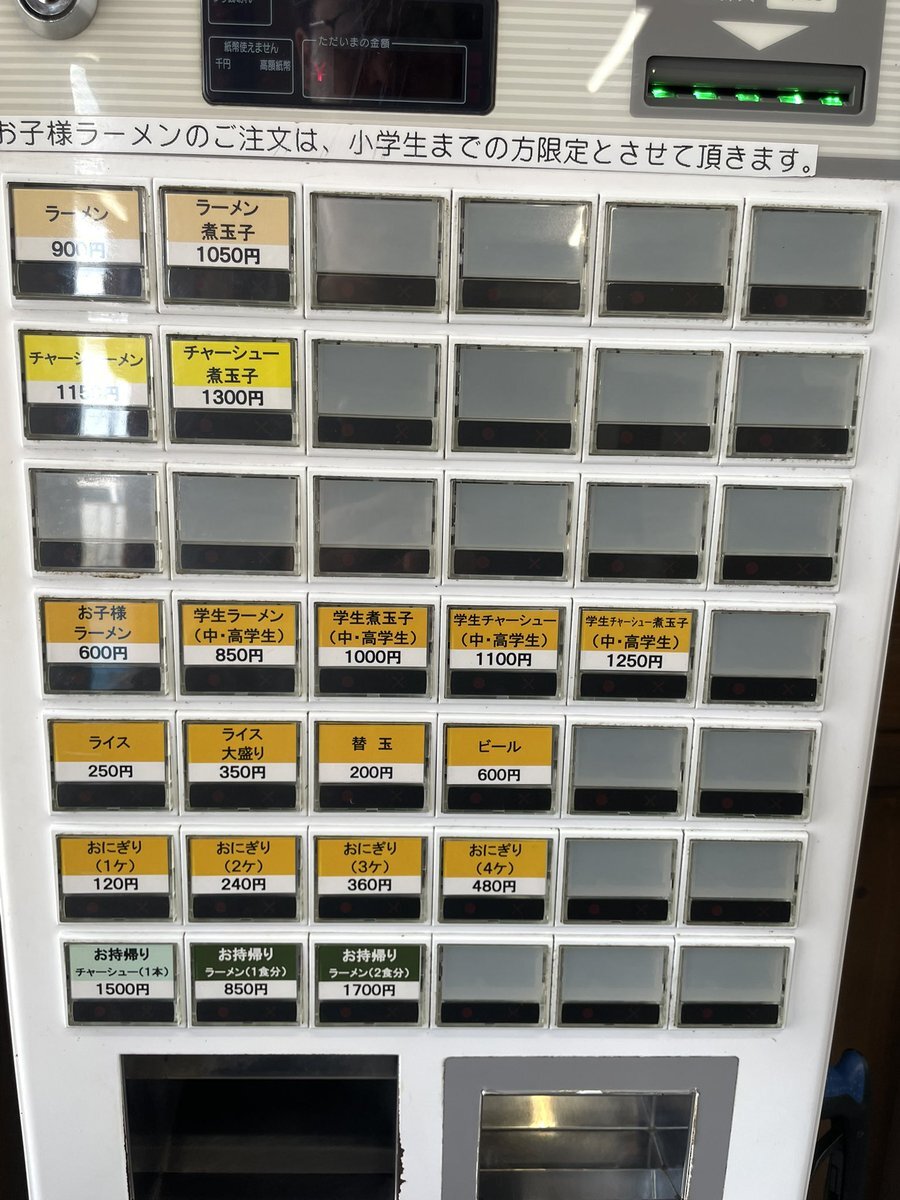 紙幣使えません
千円 高額紙幣
ただいまの金額
お子様ラーメンのご注文は、小学生までの方限定とさせて頂きます。
ラーメン
900円
ラーメン
煮玉子
1050円
チャーシューメン
115円
チャーシュー
煮玉子
1300円
お子様
ラーメン
600円
学生ラーメン
(中・高学生)
850円
学生煮玉子
(中・高学生)
1000円
学生チャーシュー
(中・高学生)
1100円
学生チャーシュー煮玉子
(中・高学生)
1250円
ライス
250円
ライス
大盛り
350円
替玉
200円
ビール
600円
おにぎり
(1ケ)
120円
おにぎり
(2ケ)
240円
おにぎり
(3ケ)
360円
おにぎり
(4ケ)
480円
お持帰り
チャーシュー(1本)
1500円
お持帰り
ラーメン(1食分)
850円
お持帰り
ラーメン(2食分)
1700円